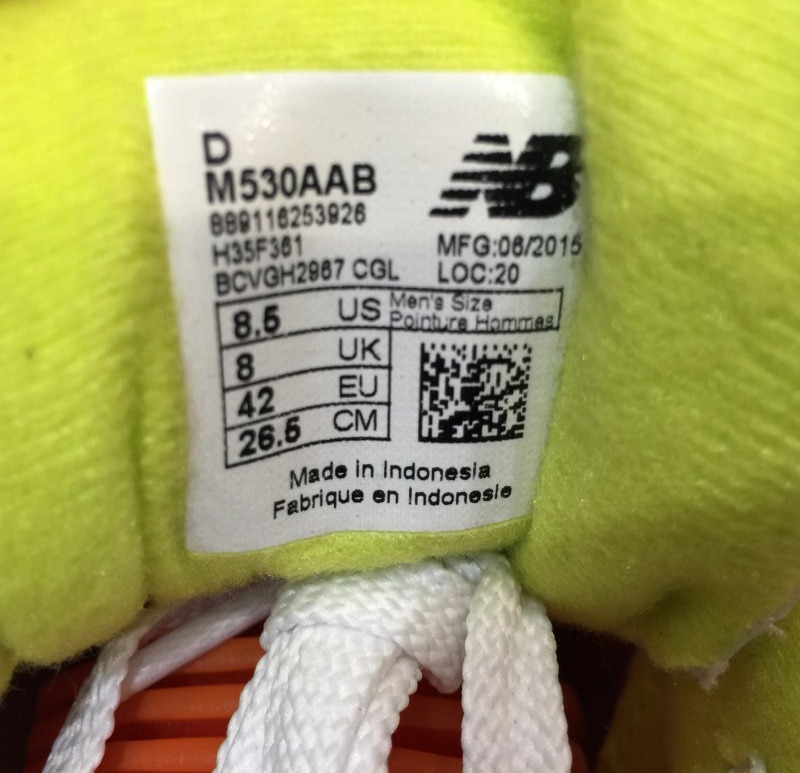 D
M530AAB
NB
889116253926
H35F361
MFG:06/2015
BCVGH2967 CGL
LOC:20
8.5 US
Men's Size
Pointure Hommes
8 UK
42 EU
26.5 CM
Made in Indonesia
Fabrique en Indonesie